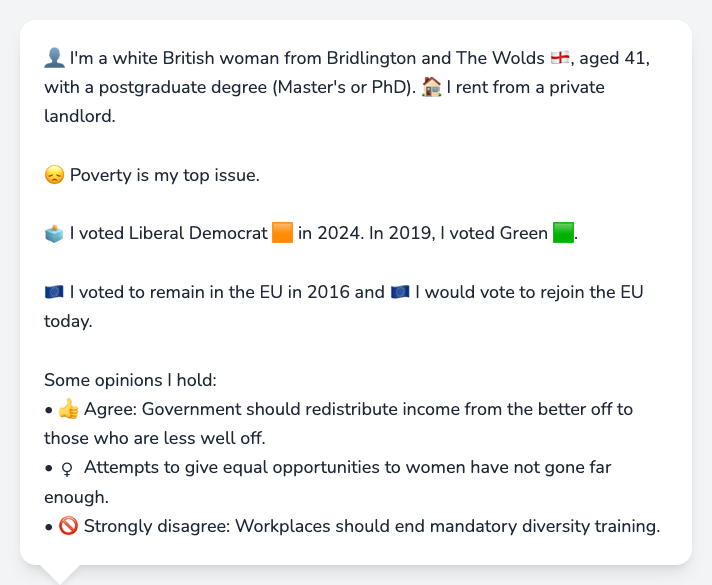 👤 I'm a white British woman from Bridlington and The Wolds 🏴󠁧󠁢󠁥󠁮󠁧󠁿, aged 41,
with a postgraduate degree (Master's or PhD). 🏠 I rent from a private
landlord.
😞 Poverty is my top issue.
🗳️ I voted Liberal Democrat 🟧 in 2024. In 2019, I voted Green 🟩.
🇪🇺 I voted to remain in the EU in 2016 and 🇪🇺 I would vote to rejoin the EU
today.
Some opinions I hold:
• 👍 Agree: Government should redistribute income from the better off to
those who are less well off.
• ♀ Attempts to give equal opportunities to women have not gone far
enough.
• 🚫 Strongly disagree: Workplaces should end mandatory diversity training.